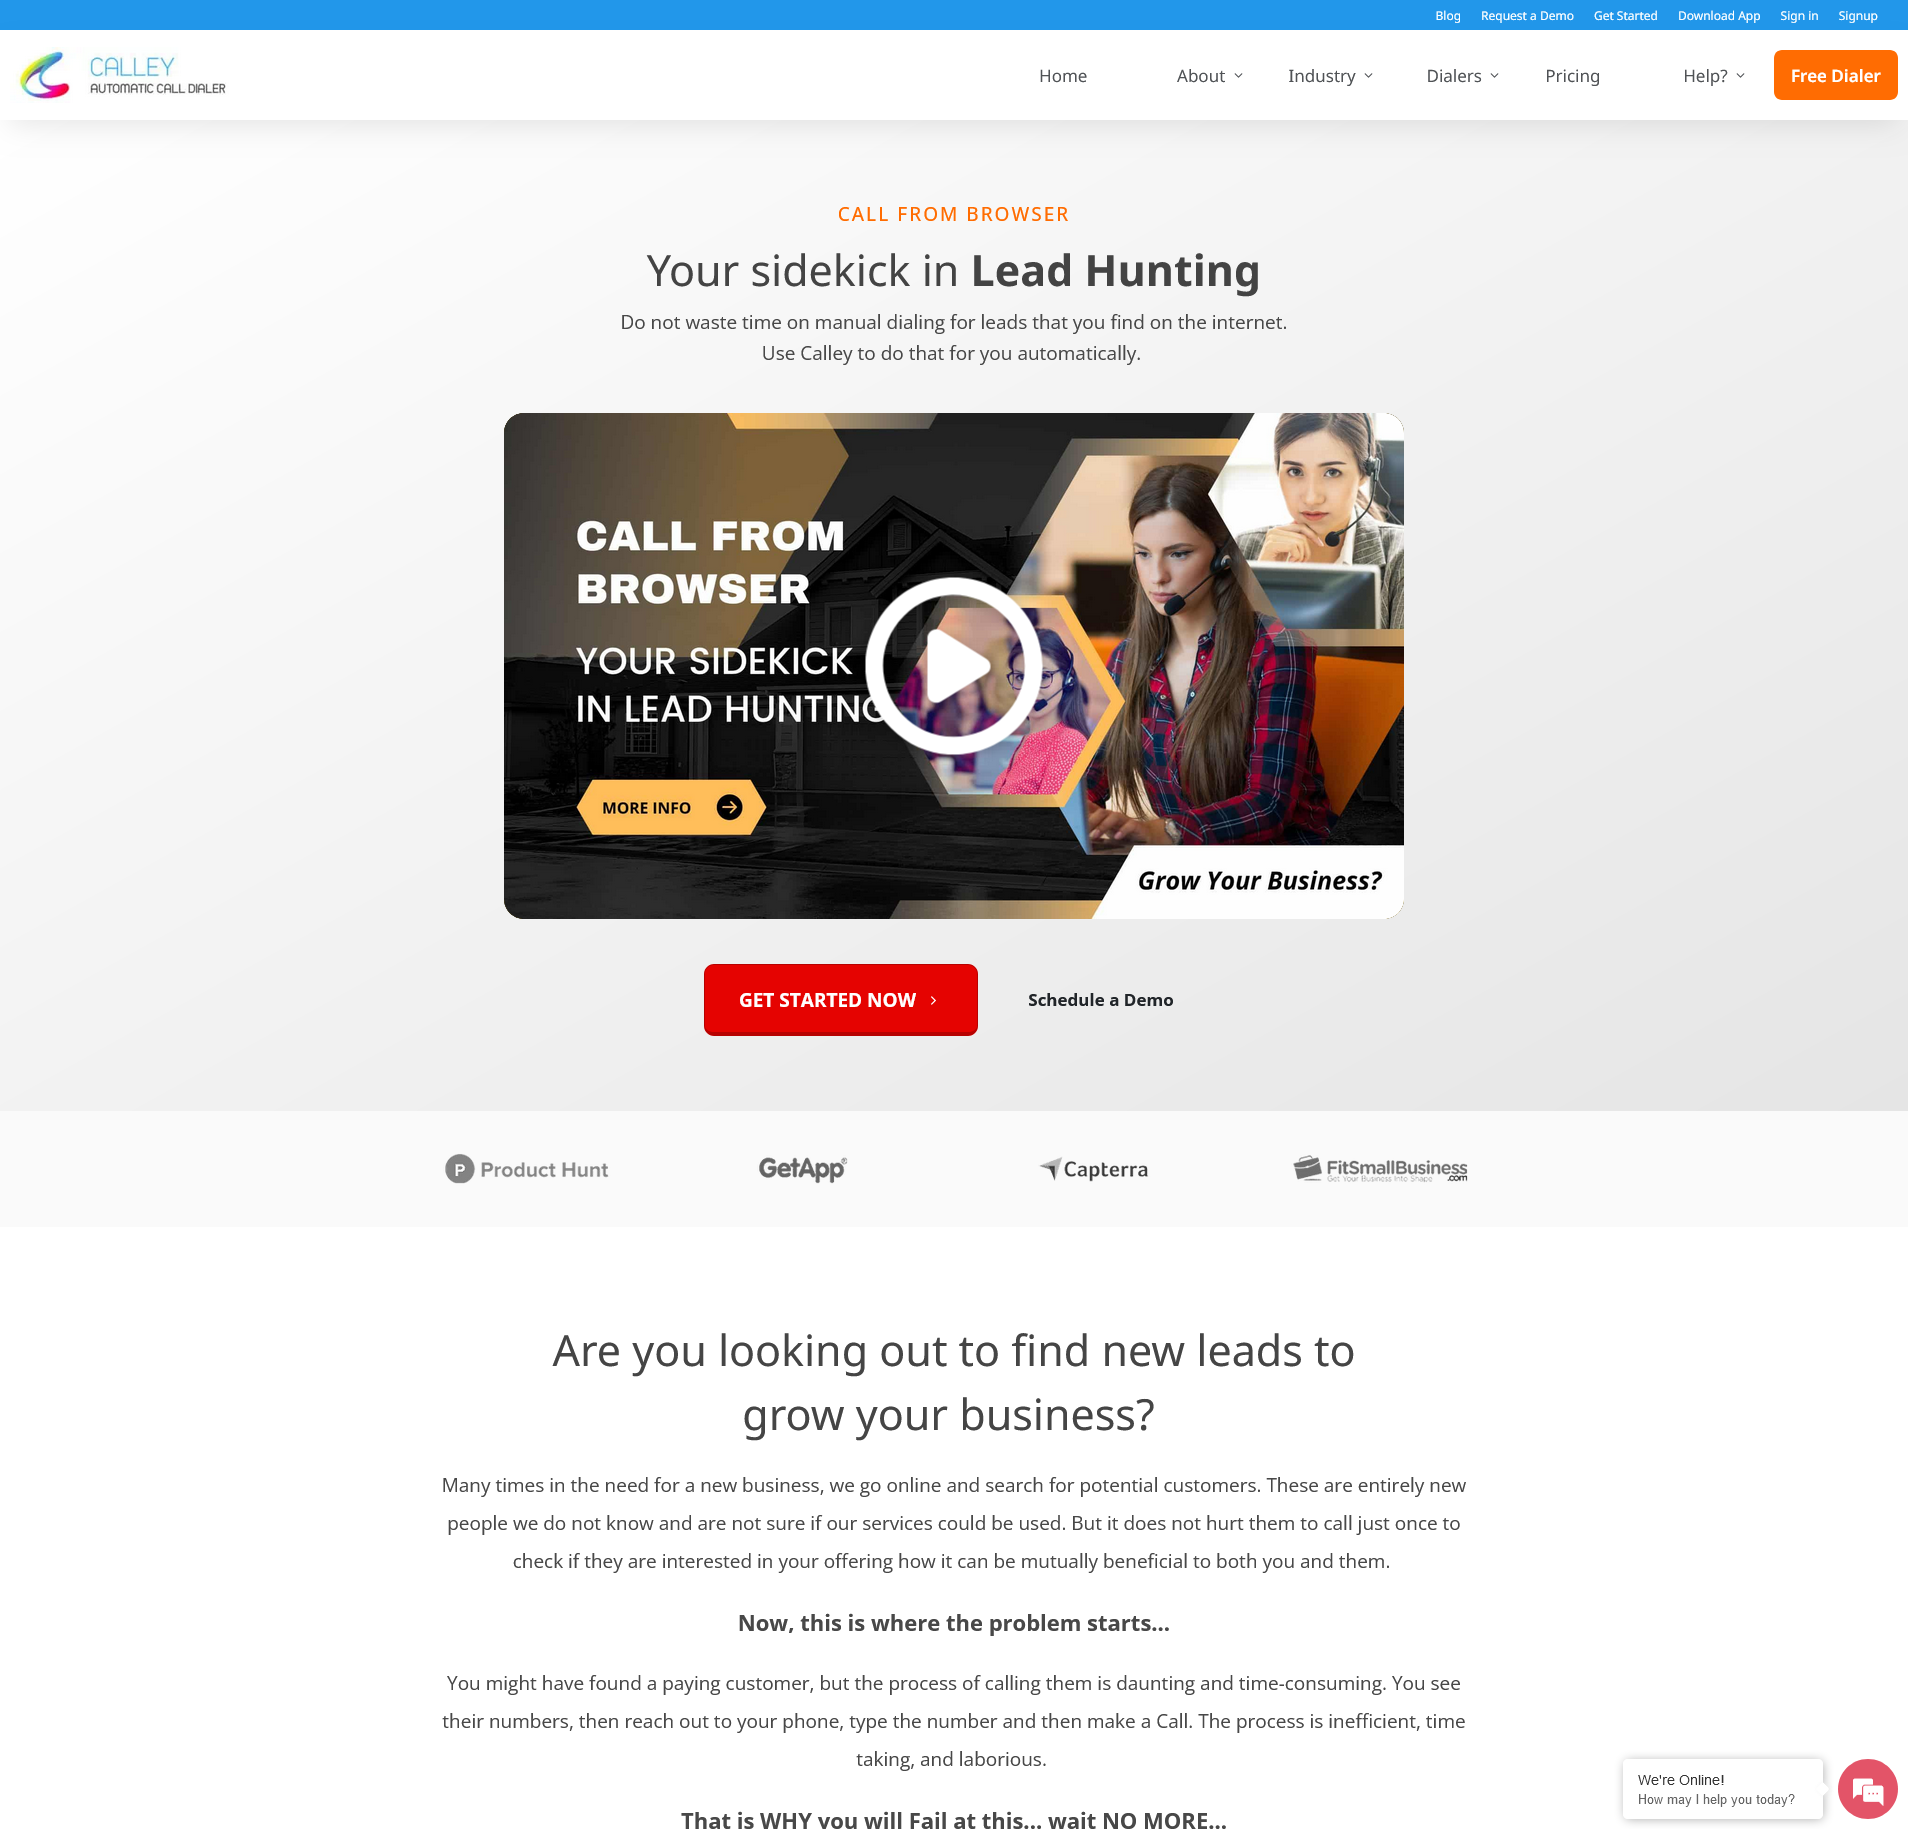 Blog Request a Demo Get Started Download App Sign in Signup
CALLEY
AUTOMATIC CALL DIALER
Home About Industry Dialers Pricing Help? Free Dialer
CALL FROM BROWSER
Your sidekick in Lead Hunting
Do not waste time on manual dialing for leads that you find on the internet.
Use Calley to do that for you automatically.
CALL FROM
BROWSER
YOUR SIDEKICK
IN LEAD HUNTING
MORE INFO
Grow Your Business?
GET STARTED NOW
Schedule a Demo
P Product Hunt
GetApp®
Capterra
FitSmallBusiness
Get Your Business Into Shape .com
Are you looking out to find new leads to
grow your business?
Many times in the need for a new business, we go online and search for potential customers. These are entirely new
people we do not know and are not sure if our services could be used. But it does not hurt them to call just once to
check if they are interested in your offering how it can be mutually beneficial to both you and them.
Now, this is where the problem starts...
You might have found a paying customer, but the process of calling them is daunting and time-consuming. You see
their numbers, then reach out to your phone, type the number and then make a Call. The process is inefficient, time
taking, and laborious.
We're Online!
How may I help you today?
That is WHY you will Fail at this... wait NO MORE...